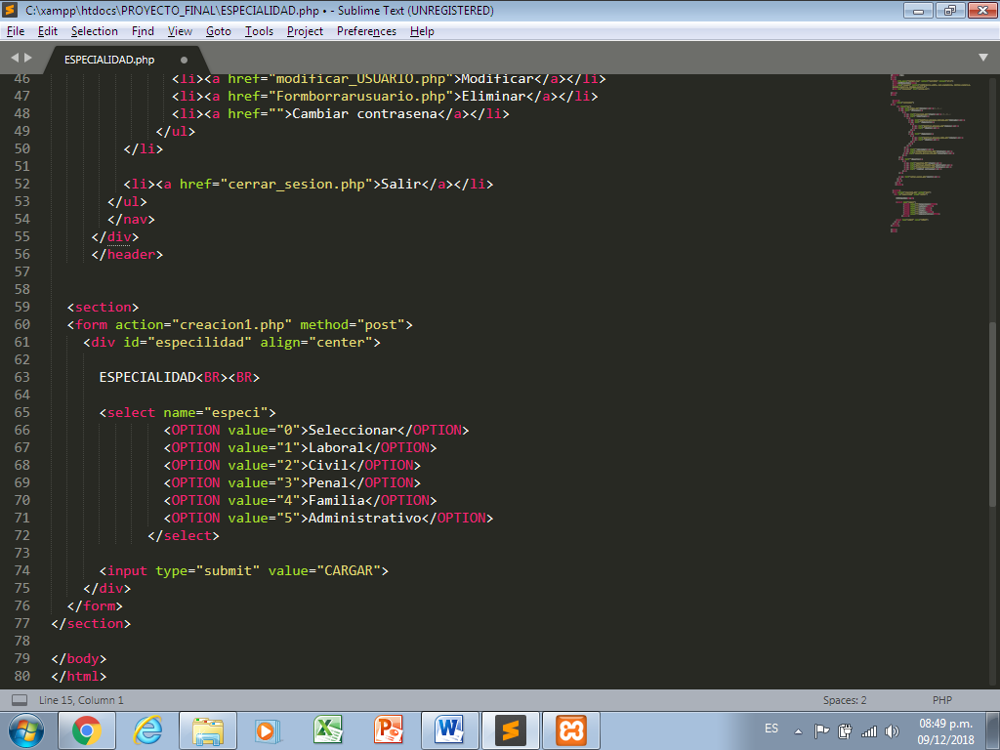 C:\xampp\htdocs\PROYECTO_FINAL\ESPECIALIDAD.php • - Sublime Text (UNREGISTERED)
File Edit Selection Find View Goto Tools Project Preferences Help
ESPECIALIDAD.php
46 <li><a href="modificar_USUARIO.php">Modificar</a></li>
47 <li><a href="Formborrarusuario.php">Eliminar</a></li>
48 <li><a href="">Cambiar contrasena</a></li>
49 </ul>
50 </li>
51
52 <li><a href="cerrar_sesion.php">Salir</a></li>
53 </ul>
54 </nav>
55 </div>
56 </header>
57
58
59 <section>
60 <form action="creacion1.php" method="post">
61 <div id="especilidad" align="center">
62
63 ESPECIALIDAD<BR><BR>
64
65 <select name="especi">
66 <OPTION value="0">Seleccionar</OPTION>
67 <OPTION value="1">Laboral</OPTION>
68 <OPTION value="2">Civil</OPTION>
69 <OPTION value="3">Penal</OPTION>
70 <OPTION value="4">Familia</OPTION>
71 <OPTION value="5">Administrativo</OPTION>
72 </select>
73
74 <input type="submit" value="CARGAR">
75 </div>
76 </form>
77 </section>
78
79 </body>
80 </html>
Line 15, Column 1 Spaces: 2 PHP
ES 08:49 p.m.
09/12/2018